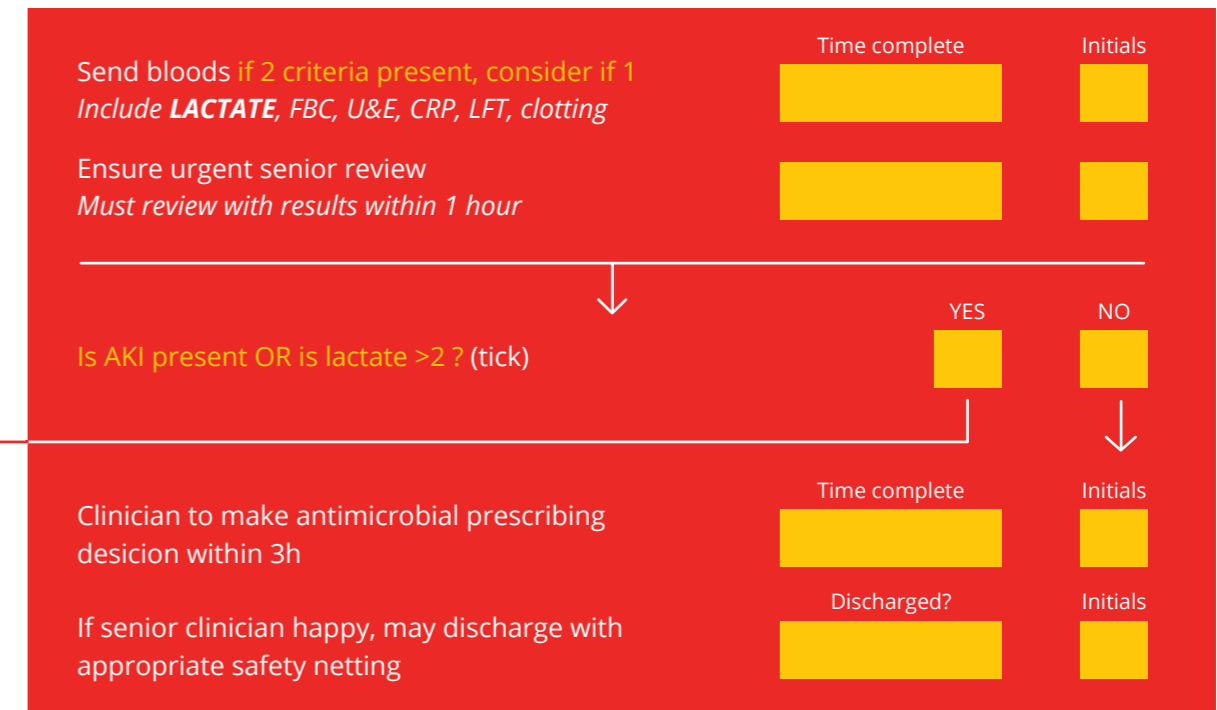 Time complete Initials
Send bloods if 2 criteria present, consider if 1
Include LACTATE, FBC, U&E, CRP, LFT, clotting
Ensure urgent senior review
Must review with results within 1 hour
YES NO
Is AKI present OR is lactate >2 ? (tick)
Time complete Initials
Clinician to make antimicrobial prescribing
desicion within 3h
Discharged? Initials
If senior clinician happy, may discharge with
appropriate safety netting